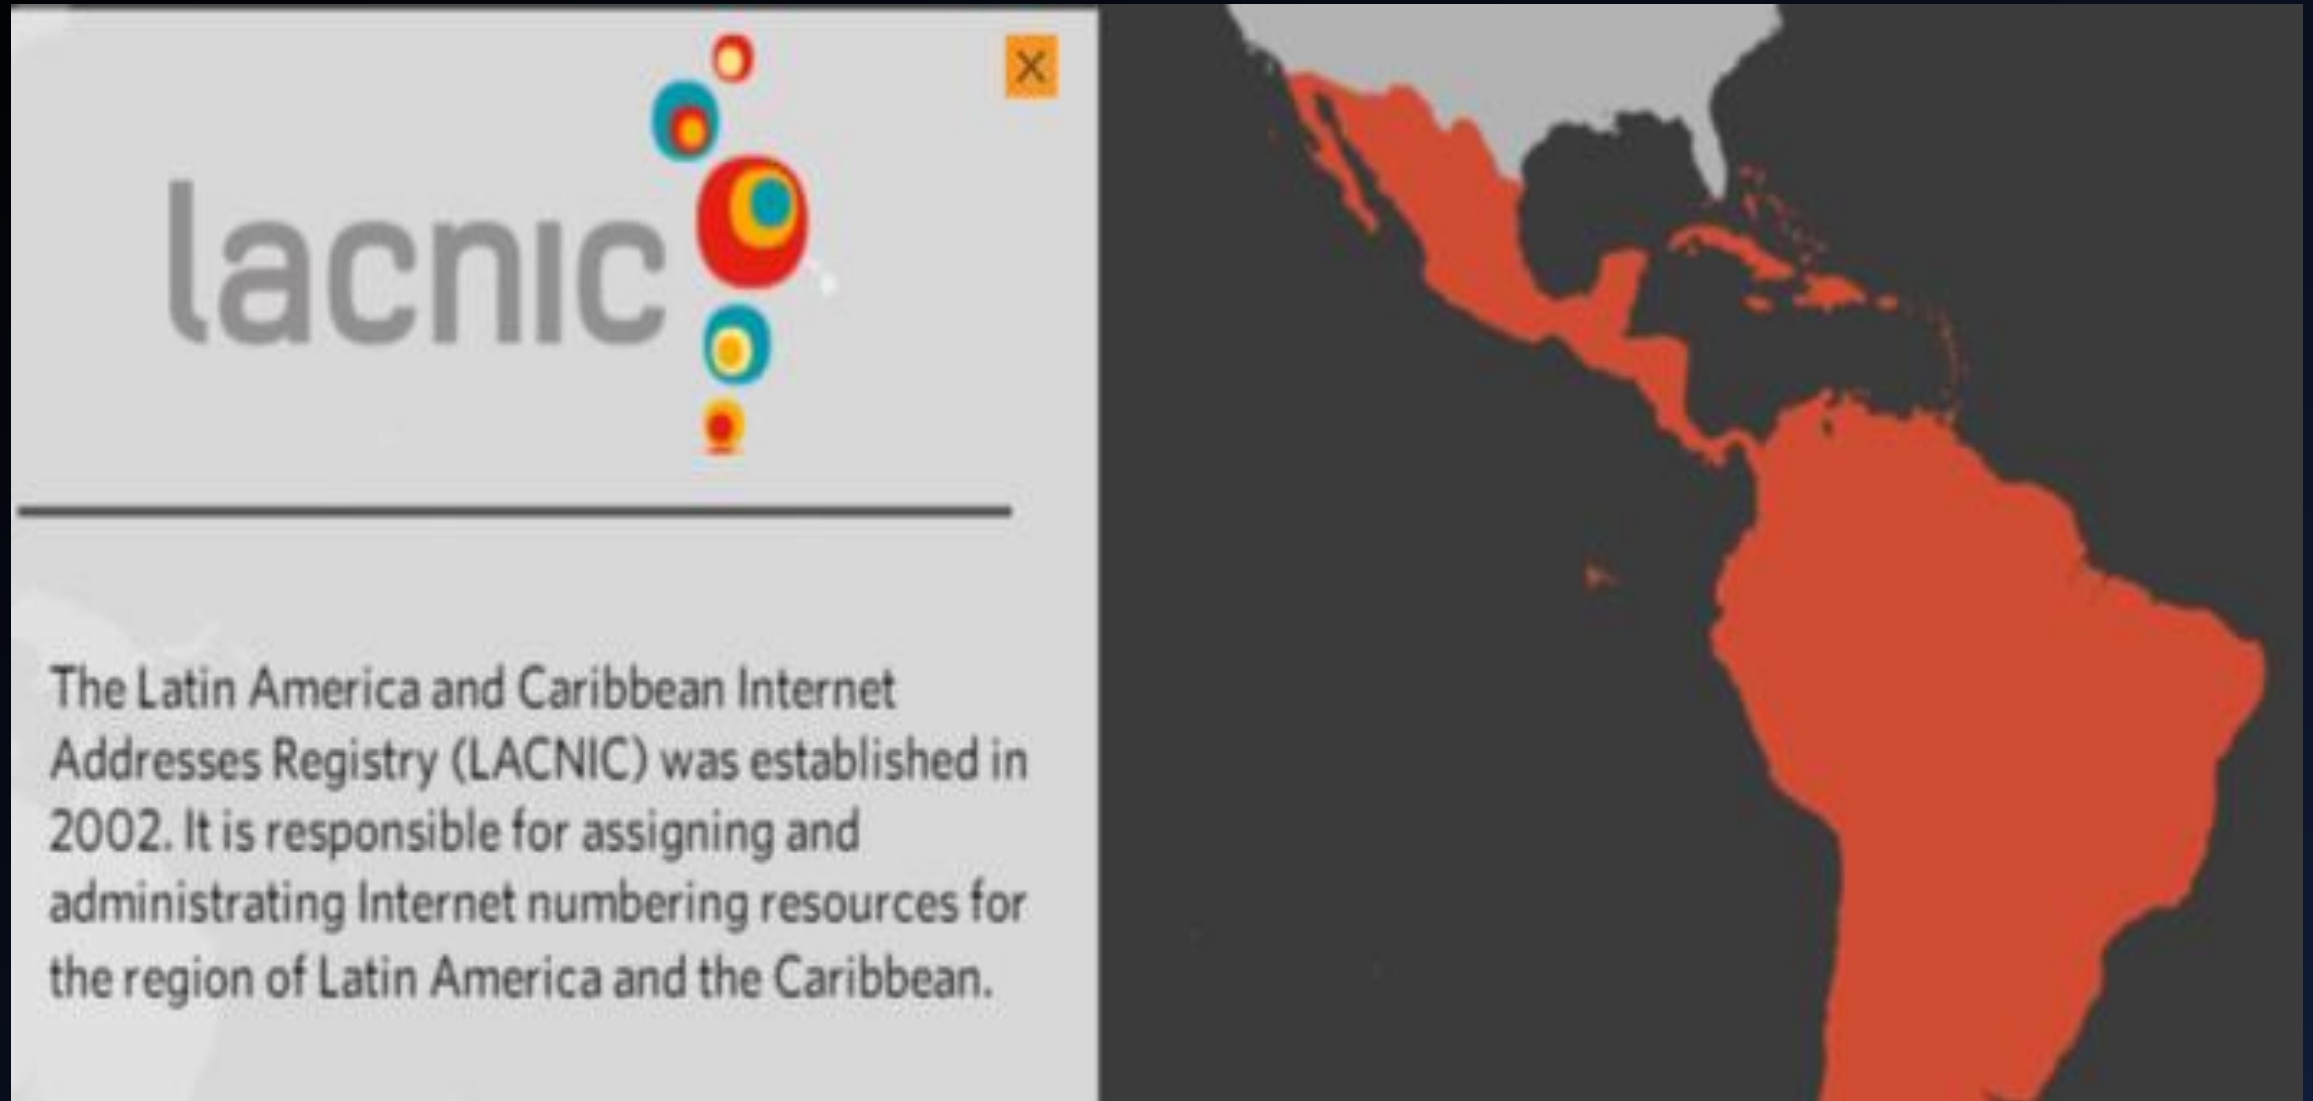 lacnic
X
The Latin America and Caribbean Internet
Addresses Registry (LACNIC) was established in
2002. It is responsible for assigning and
administrating Internet numbering resources for
the region of Latin America and the Caribbean.